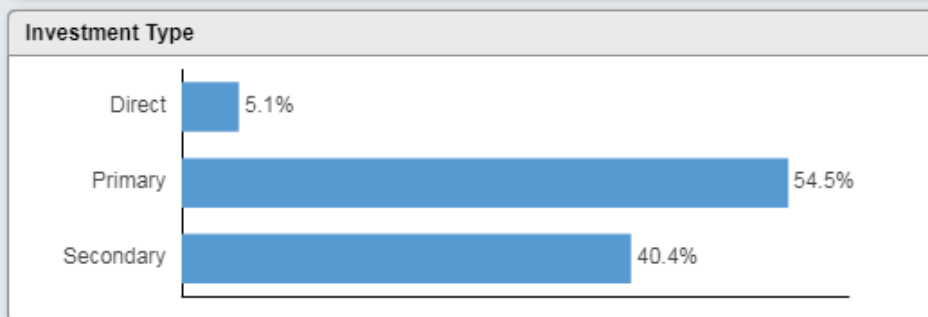 Investment Type
Direct 5.1%
Primary 54.5%
Secondary 40.4%